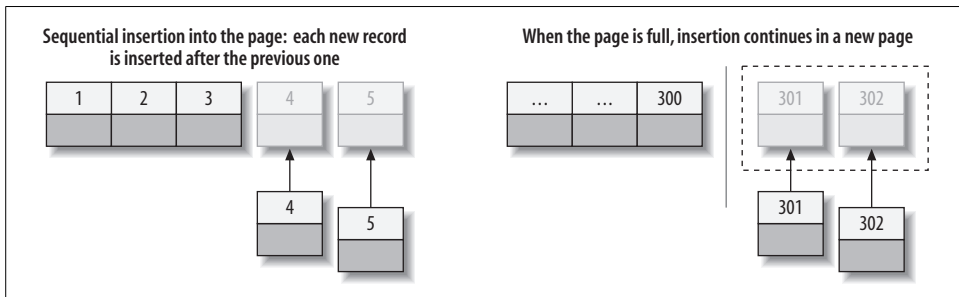 Sequential insertion into the page: each new record
is inserted after the previous one
1 2 3 4 5
4
5
When the page is full, insertion continues in a new page
... ... 300 301 302
301
302